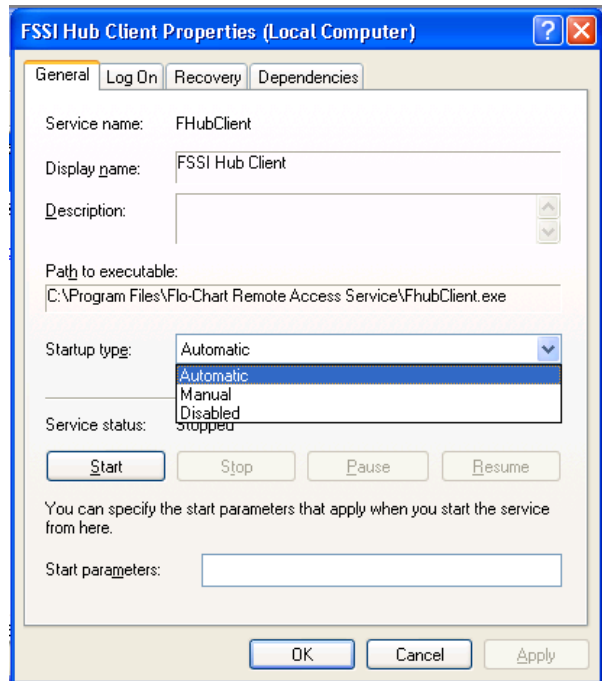 FSSI Hub Client Properties (Local Computer)
General Log On Recovery Dependencies
Service name: FHubClient
Display name: FSSI Hub Client
Description:
Path to executable:
C:\Program Files\Flo-Chart Remote Access Service\FhubClient.exe
Startup type: Automatic
Automatic
Manual
Disabled
Service status: Stopped
Start Stop Pause Resume
You can specify the start parameters that apply when you start the service
from here.
Start parameters:
OK Cancel Apply